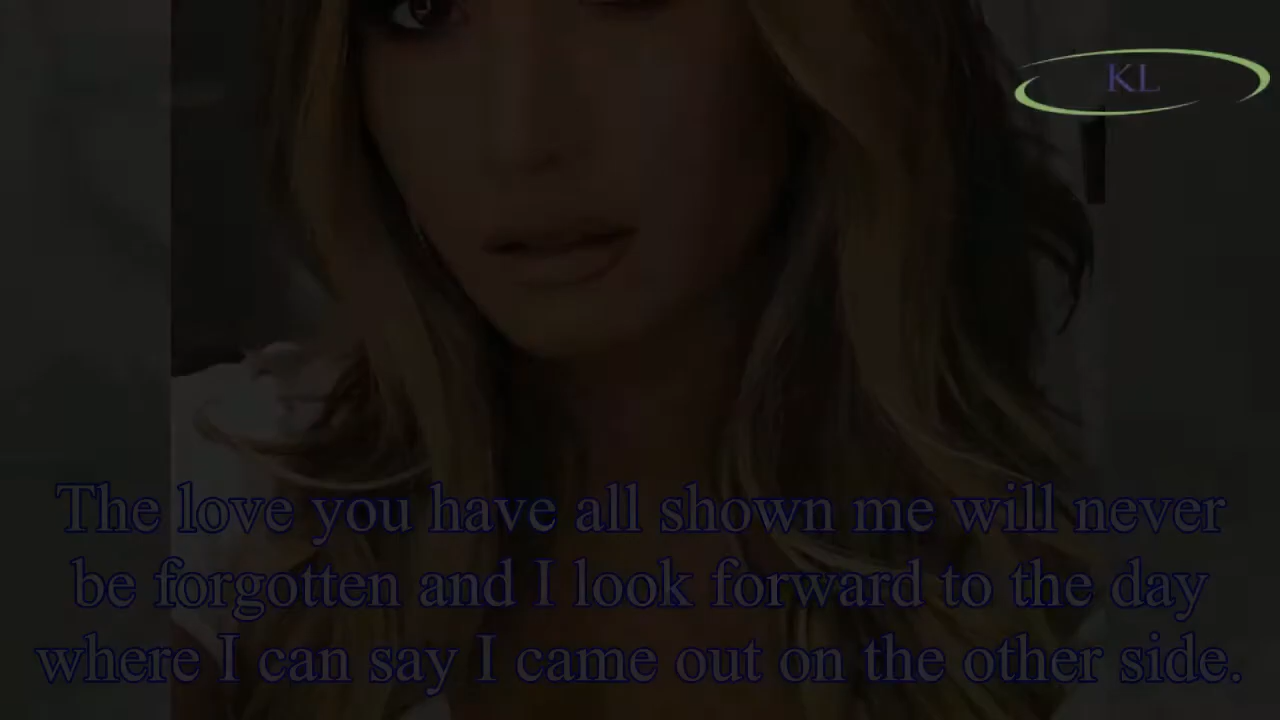 KL
The love you have all shown me will never
be forgotten and I look forward to the day
where I can say I came out on the other side.